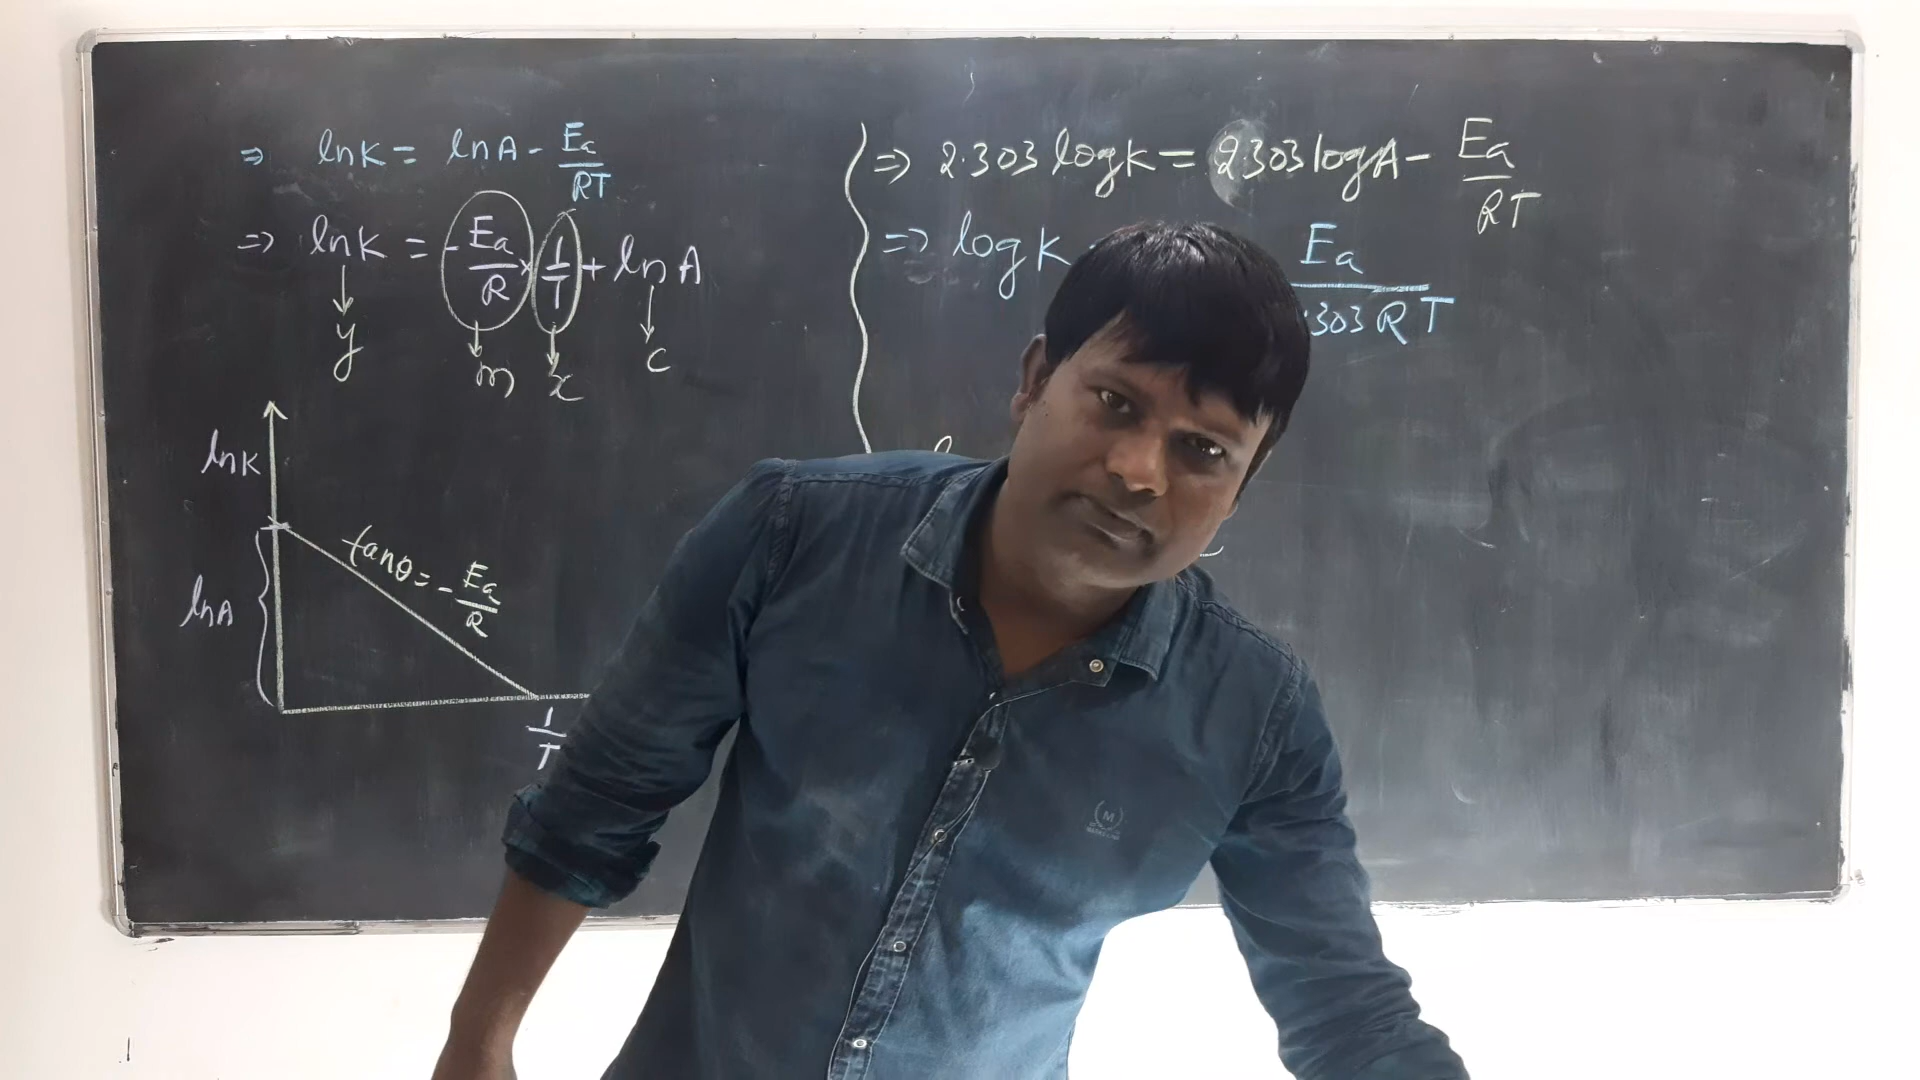 ⇒ lnK = lnA - Ea/RT
⇒ lnK = - Ea/R × 1/T + lnA
y m x c
lnK
lnA
tanθ = - Ea/R
1/T
⇒ 2.303 logK = 2.303 logA - Ea/RT
⇒ log K
Ea
.303 RT
M